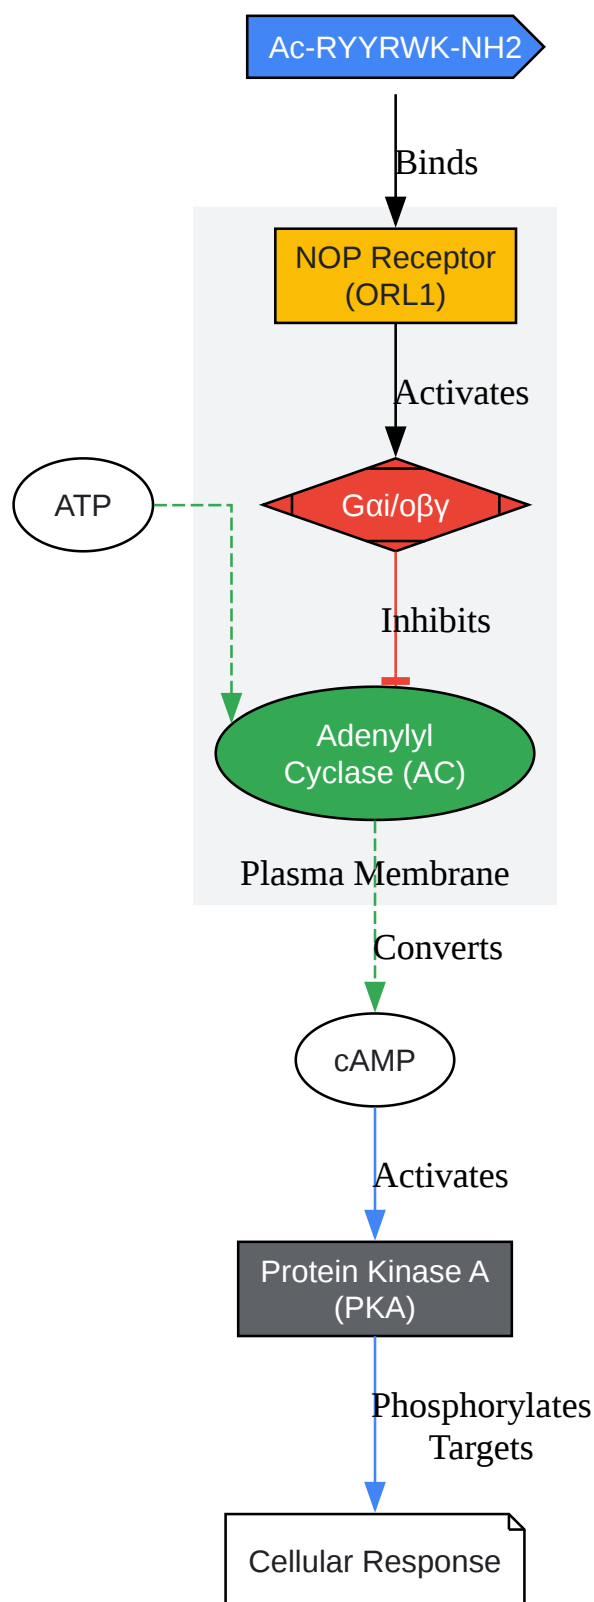 Ac-RYYRWK-NH2
Binds
NOP Receptor
(ORL1)
Activates
ATP
Gαi/oβγ
Inhibits
Adenylyl
Cyclase (AC)
Plasma Membrane
Converts
cAMP
Activates
Protein Kinase A
(PKA)
Phosphorylates
Targets
Cellular Response